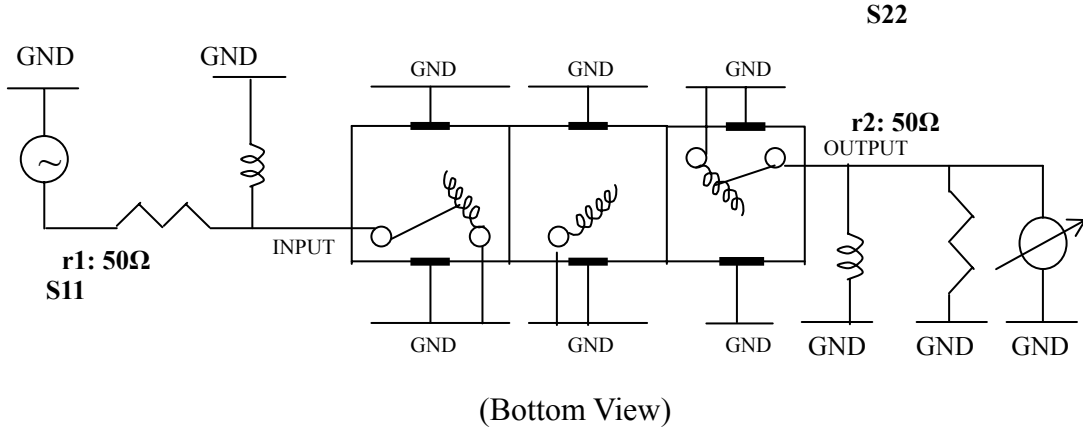 S22
GND
GND
GND
GND
GND
r2: 50Ω
OUTPUT
INPUT
r1: 50Ω
S11
GND
GND
GND
GND
GND
GND
(Bottom View)